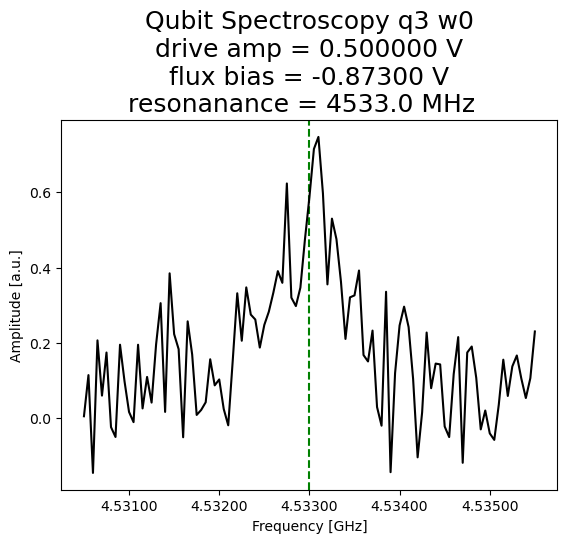 Qubit Spectroscopy q3 w0
drive amp = 0.500000 V
flux bias = -0.87300 V
resonanance = 4533.0 MHz
0.6
0.4
0.2
0.0
Amplitude [a.u.]
4.53100 4.53200 4.53300 4.53400 4.53500
Frequency [GHz]